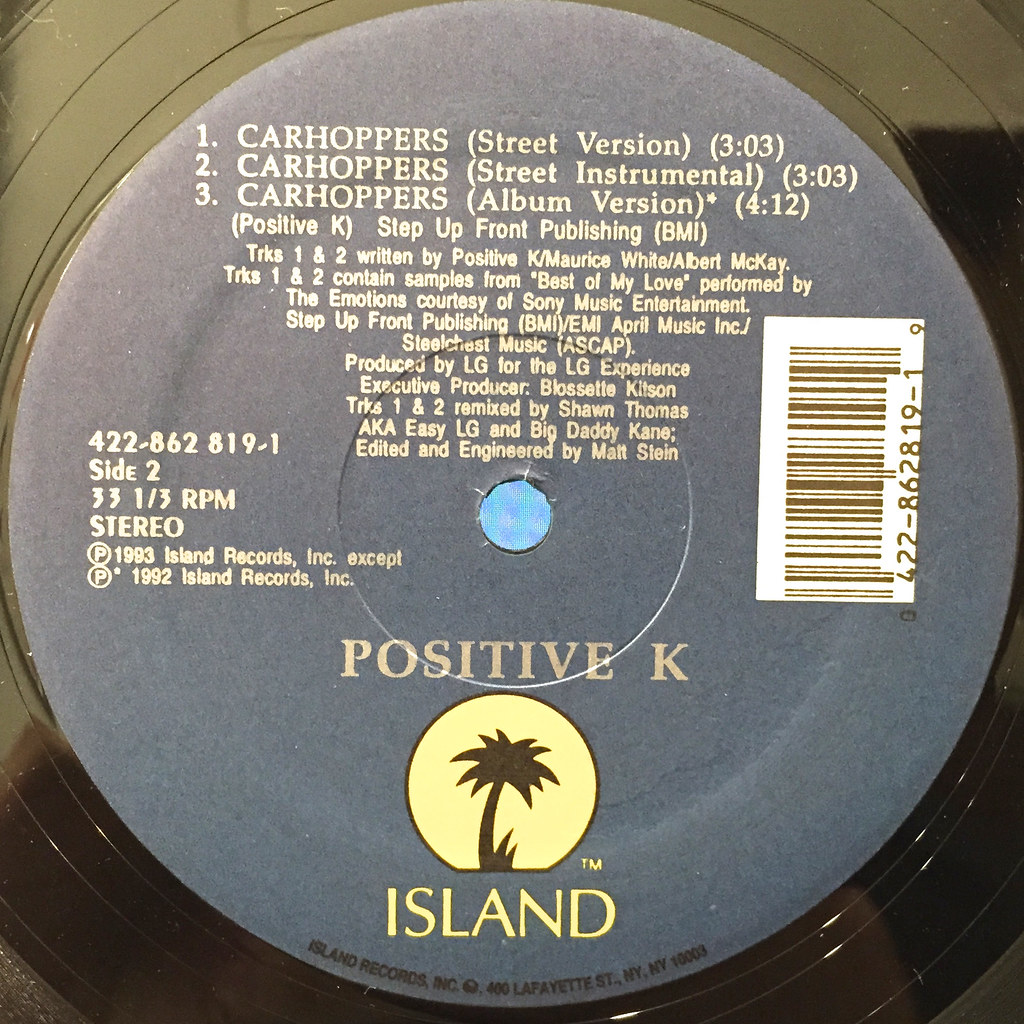 1. CARHOPPERS (Street Version) (3:03)
2. CARHOPPERS (Street Instrumental) (3:03)
3. CARHOPPERS (Album Version)* (4:12)
(Positive K) Step Up Front Publishing (BMI)
Trks 1 & 2 written by Positive K/Maurice White/Albert McKay.
Trks 1 & 2 contain samples from "Best of My Love" performed by
The Emotions courtesy of Sony Music Entertainment.
Step Up Front Publishing (BMI)/EMI April Music Inc./
Steelchest Music (ASCAP).
Produced by LG for the LG Experience
Executive Producer: Blossette Kitson
Trks 1 & 2 remixed by Shawn Thomas
AKA Easy LG and Big Daddy Kane;
Edited and Engineered by Matt Stein
422-862 819-1
Side 2
33 1/3 RPM
STEREO
℗1993 Island Records, Inc. except
℗* 1992 Island Records, Inc.
0 422-862819-1 9
POSITIVE K
TM
ISLAND
ISLAND RECORDS, INC. ℗. 400 LAFAYETTE ST., NY, NY 10003